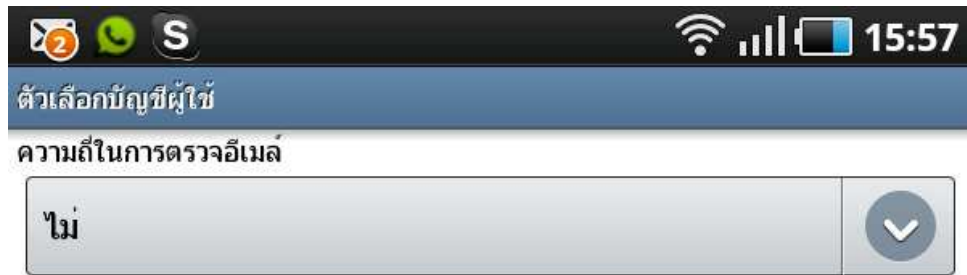 2 S 15:57
ตัวเลือกบัญชีผู้ใช้
ความถี่ในการตรวจอีเมล์
ไม่